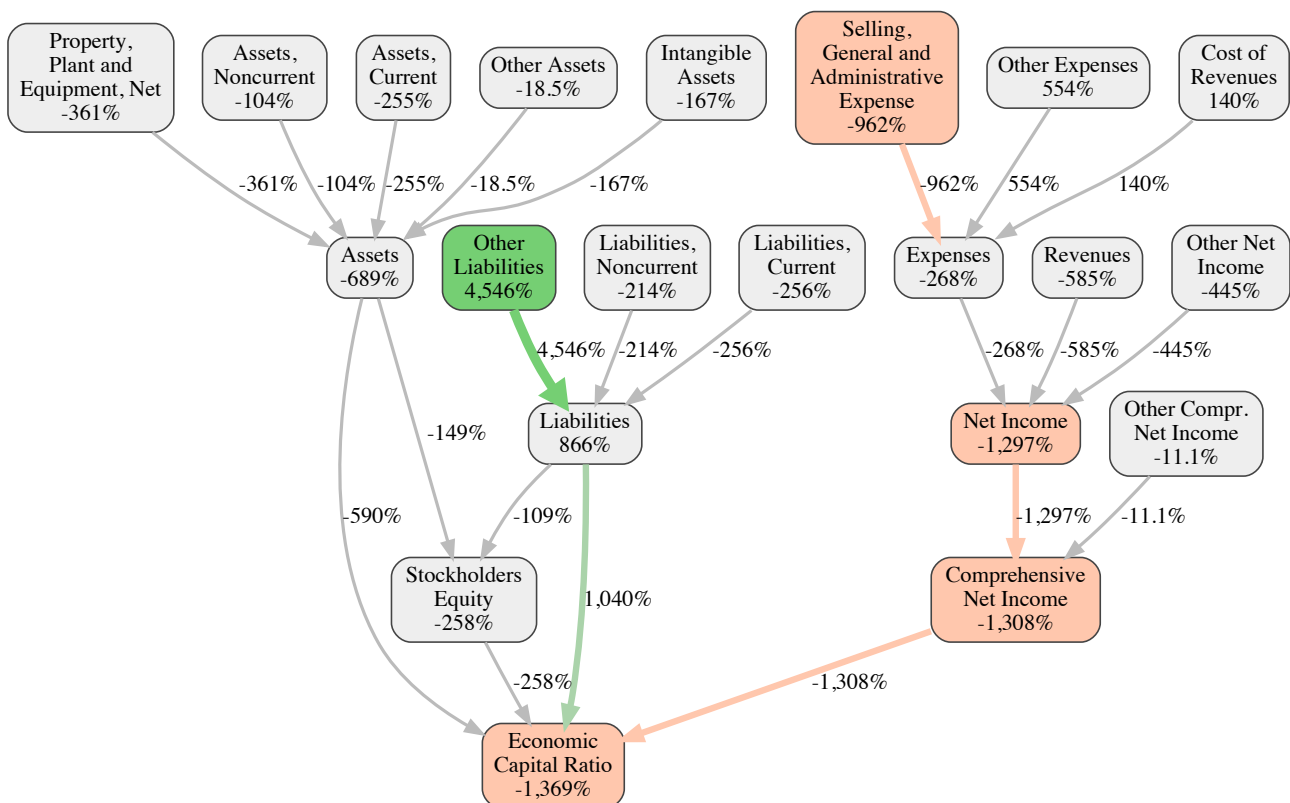 Property,
Plant and
Equipment, Net
-361%
Assets,
Noncurrent
-104%
Assets,
Current
-255%
Other Assets
-18.5%
Intangible
Assets
-167%
Selling,
General and
Administrative
Expense
-962%
Other Expenses
554%
Cost of
Revenues
140%
-361%
-104%
-255%
-18.5%
-167%
-962%
554%
140%
Assets
-689%
Other
Liabilities
4,546%
Liabilities,
Noncurrent
-214%
Liabilities,
Current
-256%
Expenses
-268%
Revenues
-585%
Other Net
Income
-445%
4,546%
-214%
-256%
-268%
-585%
-445%
Liabilities
866%
Net Income
-1,297%
Other Compr.
Net Income
-11.1%
-149%
-590%
-109%
-1,297%
-11.1%
Stockholders
Equity
-258%
1,040%
Comprehensive
Net Income
-1,308%
-258%
-1,308%
Economic
Capital Ratio
-1,369%